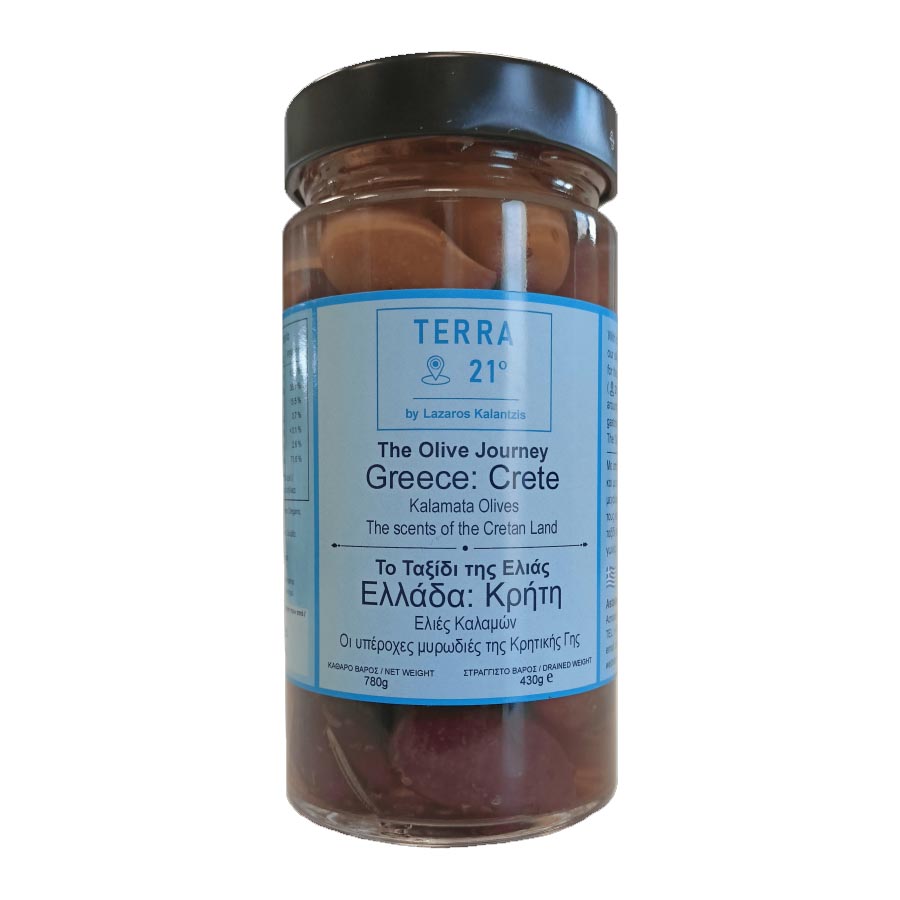 TERRA
21°
by Lazaros Kalantzis
The Olive Journey
Greece: Crete
Kalamata Olives
The scents of the Cretan Land
Το Ταξίδι της Ελιάς
Ελλάδα: Κρήτη
Ελιές Καλαμών
Οι υπέροχες μυρωδιές της Κρητικής Γης
ΚΑΘΑΡΟ ΒΑΡΟΣ / NET WEIGHT
780g
ΣΤΡΑΓΓΙΣΤΟ ΒΑΡΟΣ / DRAINED WEIGHT
430g e